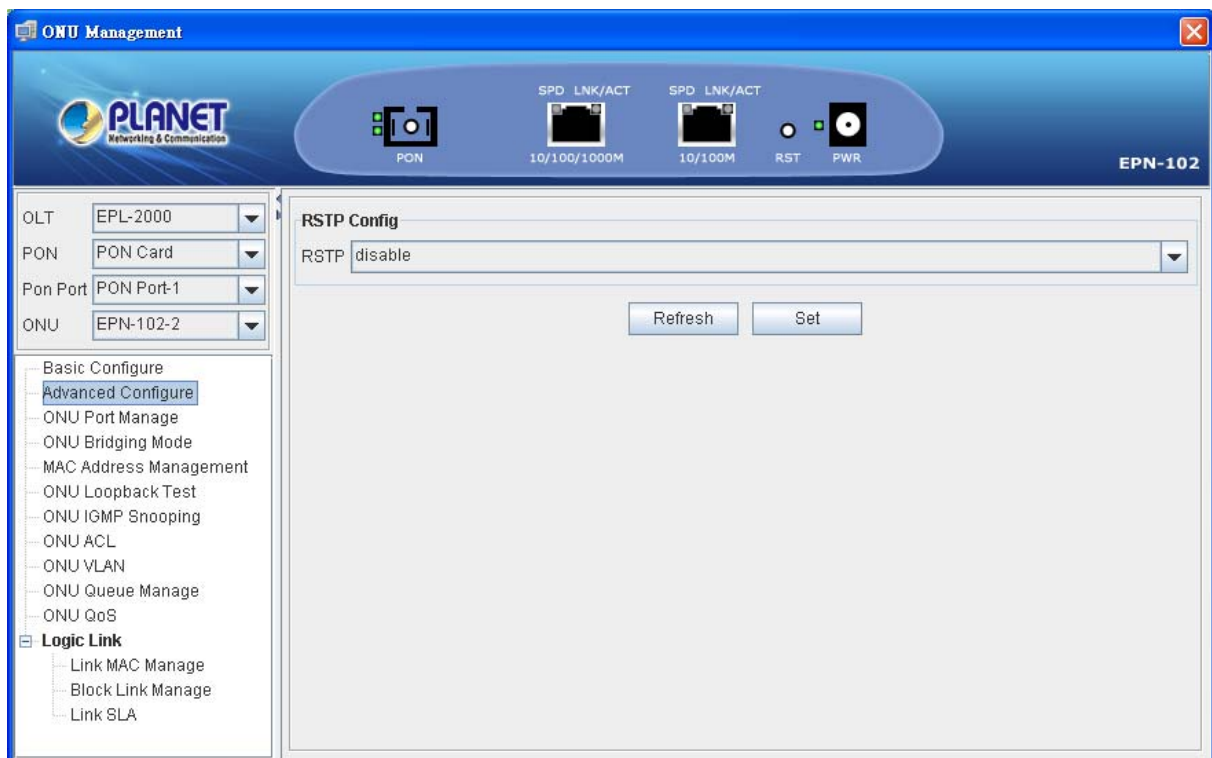 ONU Management
PLANET
Networking & Communication
SPD LNK/ACT
SPD LNK/ACT
PON
10/100/1000M
10/100M
RST
PWR
EPN-102
OLT EPL-2000
PON PON Card
Pon Port PON Port-1
ONU EPN-102-2
Basic Configure
Advanced Configure
ONU Port Manage
ONU Bridging Mode
MAC Address Management
ONU Loopback Test
ONU IGMP Snooping
ONU ACL
ONU VLAN
ONU Queue Manage
ONU QoS
Logic Link
Link MAC Manage
Block Link Manage
Link SLA
RSTP Config
RSTP disable
Refresh
Set